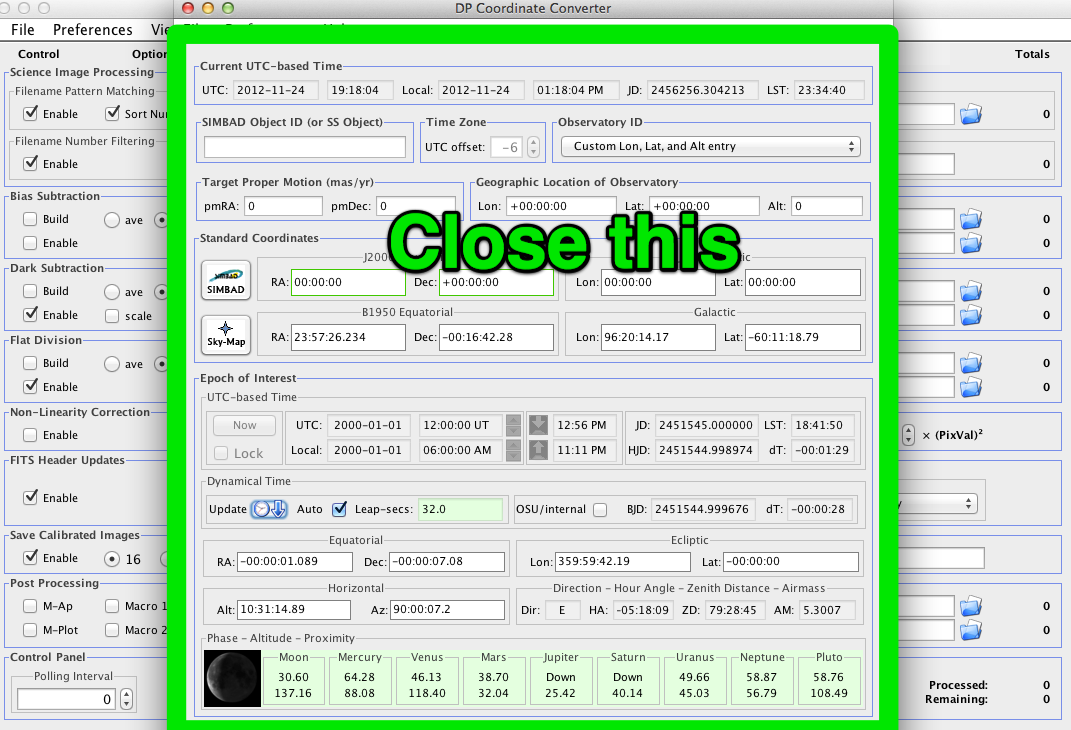 DP Coordinate Converter
File Preferences
Control
Totals
Science Image Processing
Filename Pattern Matching
Enable
0
Filename Number Filtering
Enable
0
Bias Subtraction
Build ave 0
Enable 0
Dark Subtraction
Build ave 0
Enable scale 0
Flat Division
Build ave 0
Enable 0
Non-Linearity Correction
Enable × (PixVal)²
FITS Header Updates
Enable
Save Calibrated Images
Enable 16
Post Processing
M-Ap Macro 1 0
M-Plot Macro 2 0
Control Panel
Polling Interval
0
Processed: 0
Remaining: 0
Current UTC-based Time
UTC: 2012-11-24 19:18:04 Local: 2012-11-24 01:18:04 PM JD: 2456256.304213 LST: 23:34:40
SIMBAD Object ID (or SS Object) Time Zone Observatory ID
UTC offset: -6 Custom Lon, Lat, and Alt entry
Target Proper Motion (mas/yr) Geographic Location of Observatory
pmRA: 0 pmDec: 0 Lon: +00:00:00 Lat: +00:00:00 Alt: 0
Close this
Standard Coordinates
SIMBAD
RA: 00:00:00 Dec: +00:00:00 Lon: 00:00:00 Lat: 00:00:00
B1950 Equatorial Galactic
Sky-Map
RA: 23:57:26.234 Dec: -00:16:42.28 Lon: 96:20:14.17 Lat: -60:11:18.79
Epoch of Interest
UTC-based Time
Now UTC: 2000-01-01 12:00:00 UT 12:56 PM JD: 2451545.000000 LST: 18:41:50
Lock Local: 2000-01-01 06:00:00 AM 11:11 PM HJD: 2451544.998974 dT: -00:01:29
Dynamical Time
Update Auto Leap-secs: 32.0 OSU/internal BJD: 2451544.999676 dT: -00:00:28
Equatorial Ecliptic
RA: -00:00:01.089 Dec: -00:00:07.08 Lon: 359:59:42.19 Lat: -00:00:00
Horizontal Direction - Hour Angle - Zenith Distance - Airmass
Alt: 10:31:14.89 Az: 90:00:07.2 Dir: E HA: -05:18:09 ZD: 79:28:45 AM: 5.3007
Phase - Altitude - Proximity
Moon Mercury Venus Mars Jupiter Saturn Uranus Neptune Pluto
30.60 64.28 46.13 38.70 Down Down 49.66 58.87 58.76
137.16 88.08 118.40 32.04 25.42 40.14 45.03 56.79 108.49